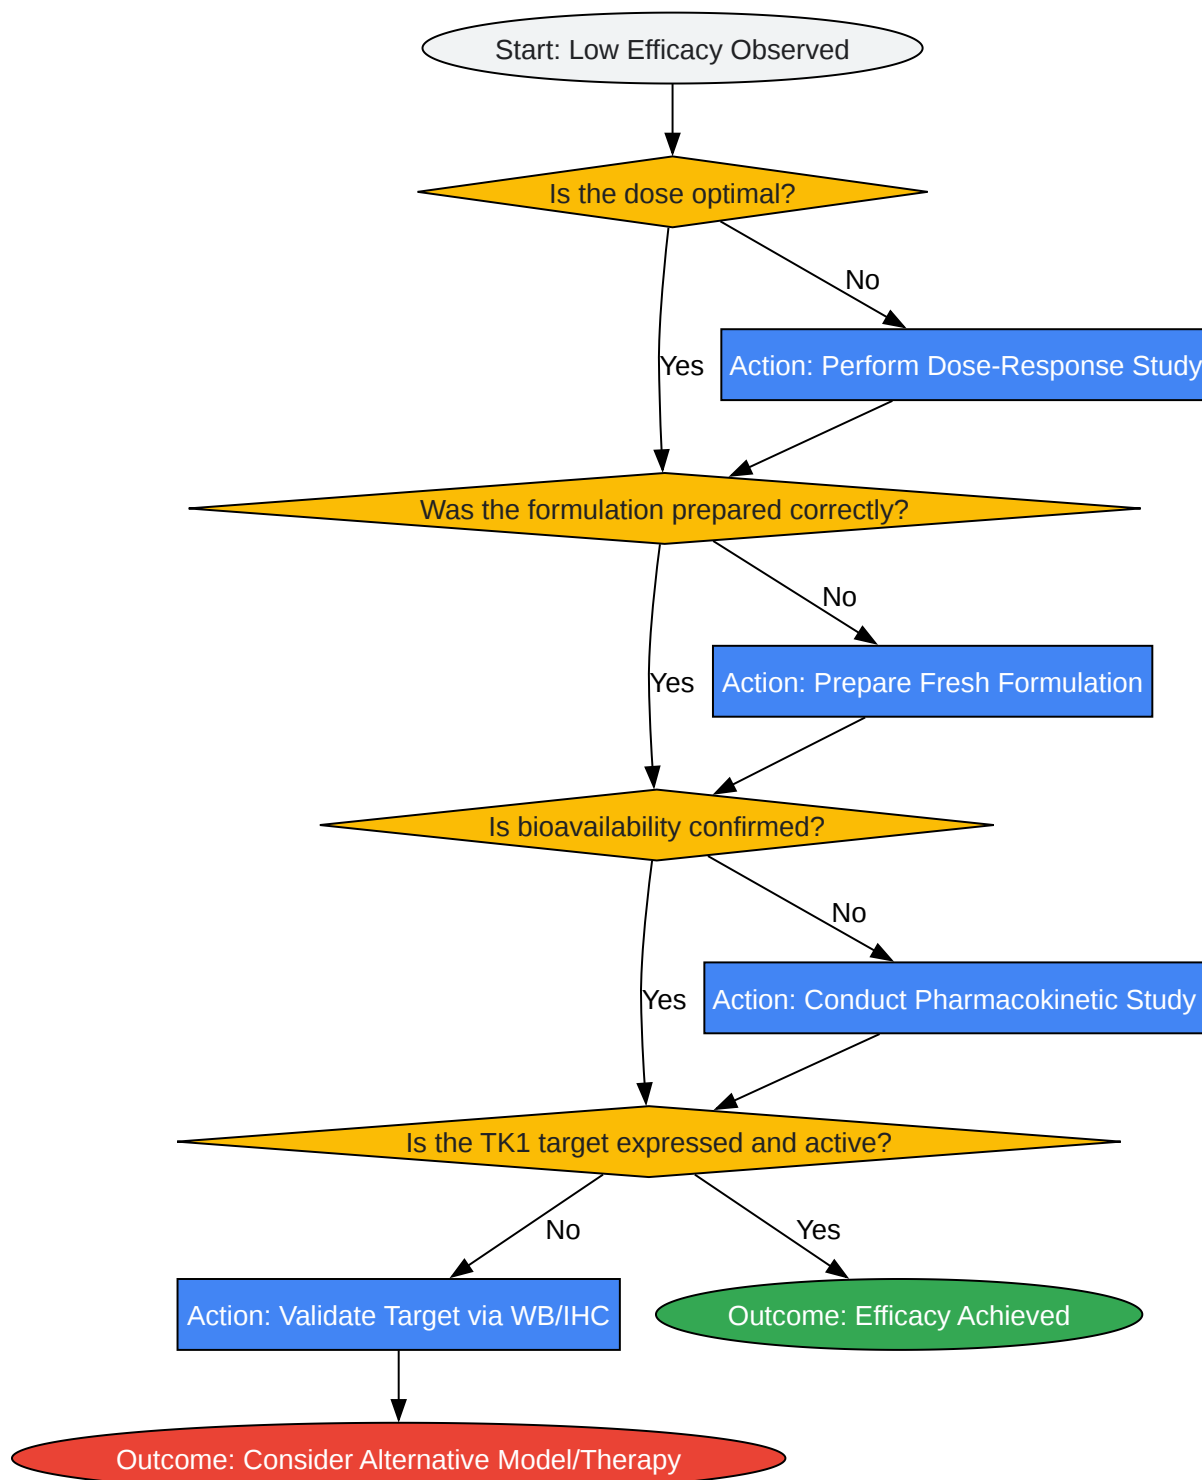 Start: Low Efficacy Observed
Is the dose optimal?
No
Yes
Action: Perform Dose-Response Study
Was the formulation prepared correctly?
No
Yes
Action: Prepare Fresh Formulation
Is bioavailability confirmed?
No
Yes
Action: Conduct Pharmacokinetic Study
Is the TK1 target expressed and active?
No
Yes
Action: Validate Target via WB/IHC
Outcome: Efficacy Achieved
Outcome: Consider Alternative Model/Therapy